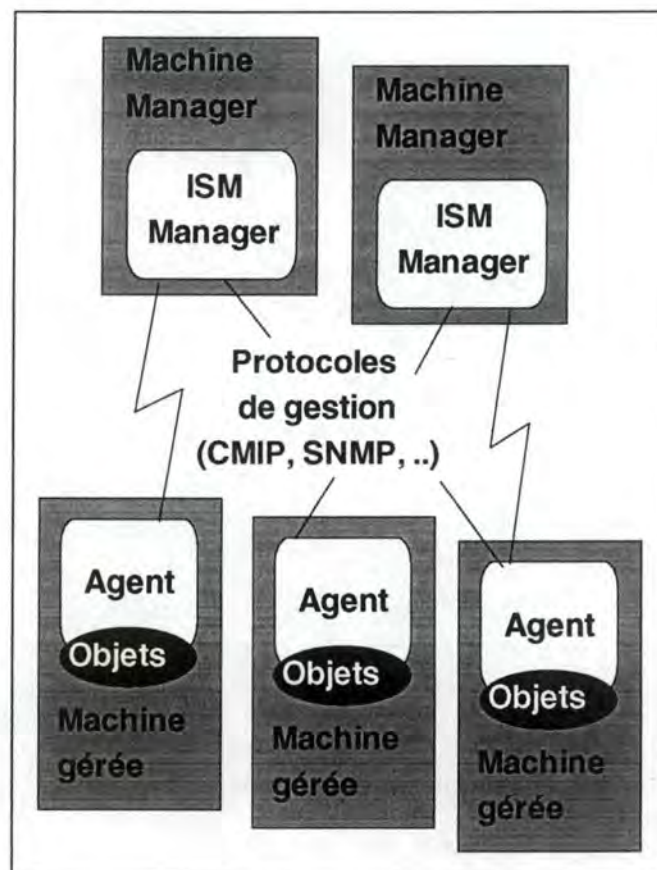 Machine
Manager
ISM
Manager
Machine
Manager
ISM
Manager
Protocoles
de gestion
(CMIP, SNMP, ..)
Agent
Objets
Machine
gérée
Agent
Objets
Machine
gérée
Agent
Objets
Machine
gérée